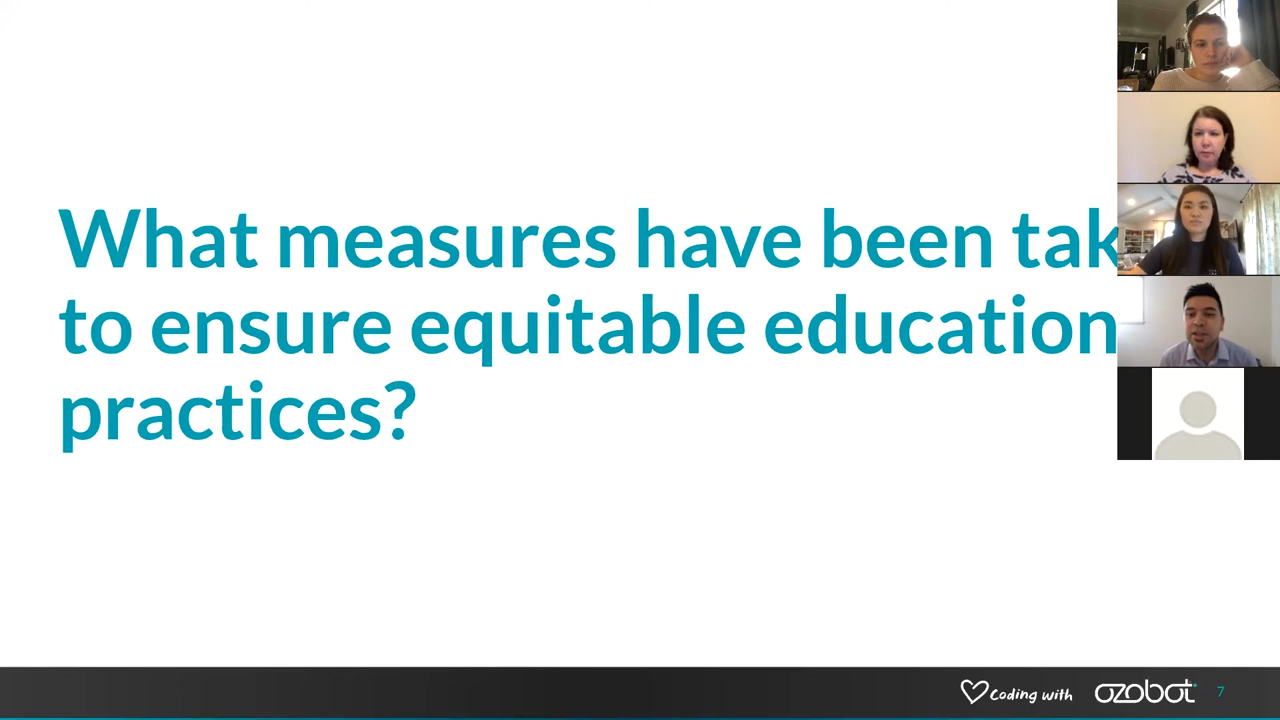 What measures have been tak
to ensure equitable education
practices?
Coding with
ozobot
7